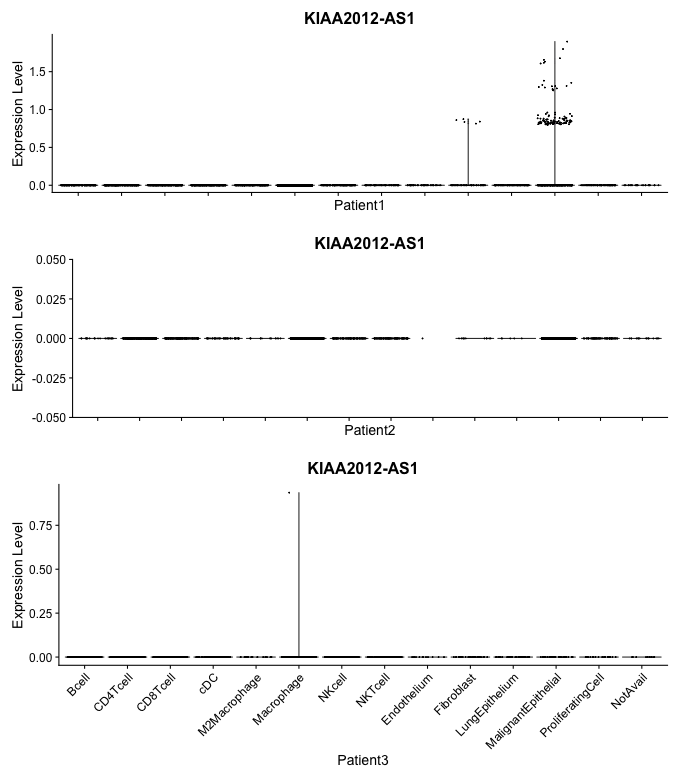 KIAA2012-AS1
Expression Level
1.5
1.0
0.5
0.0
Patient1
KIAA2012-AS1
Expression Level
0.050
0.025
0.000
-0.025
-0.050
Patient2
KIAA2012-AS1
Expression Level
0.75
0.50
0.25
0.00
Bcell
CD4Tcell
CD8Tcell
cDC
M2Macrophage
Macrophage
NKcell
NKTcell
Endothelium
Fibroblast
LungEpithelium
MalignantEpithelial
ProliferatingCell
NotAvail
Patient3